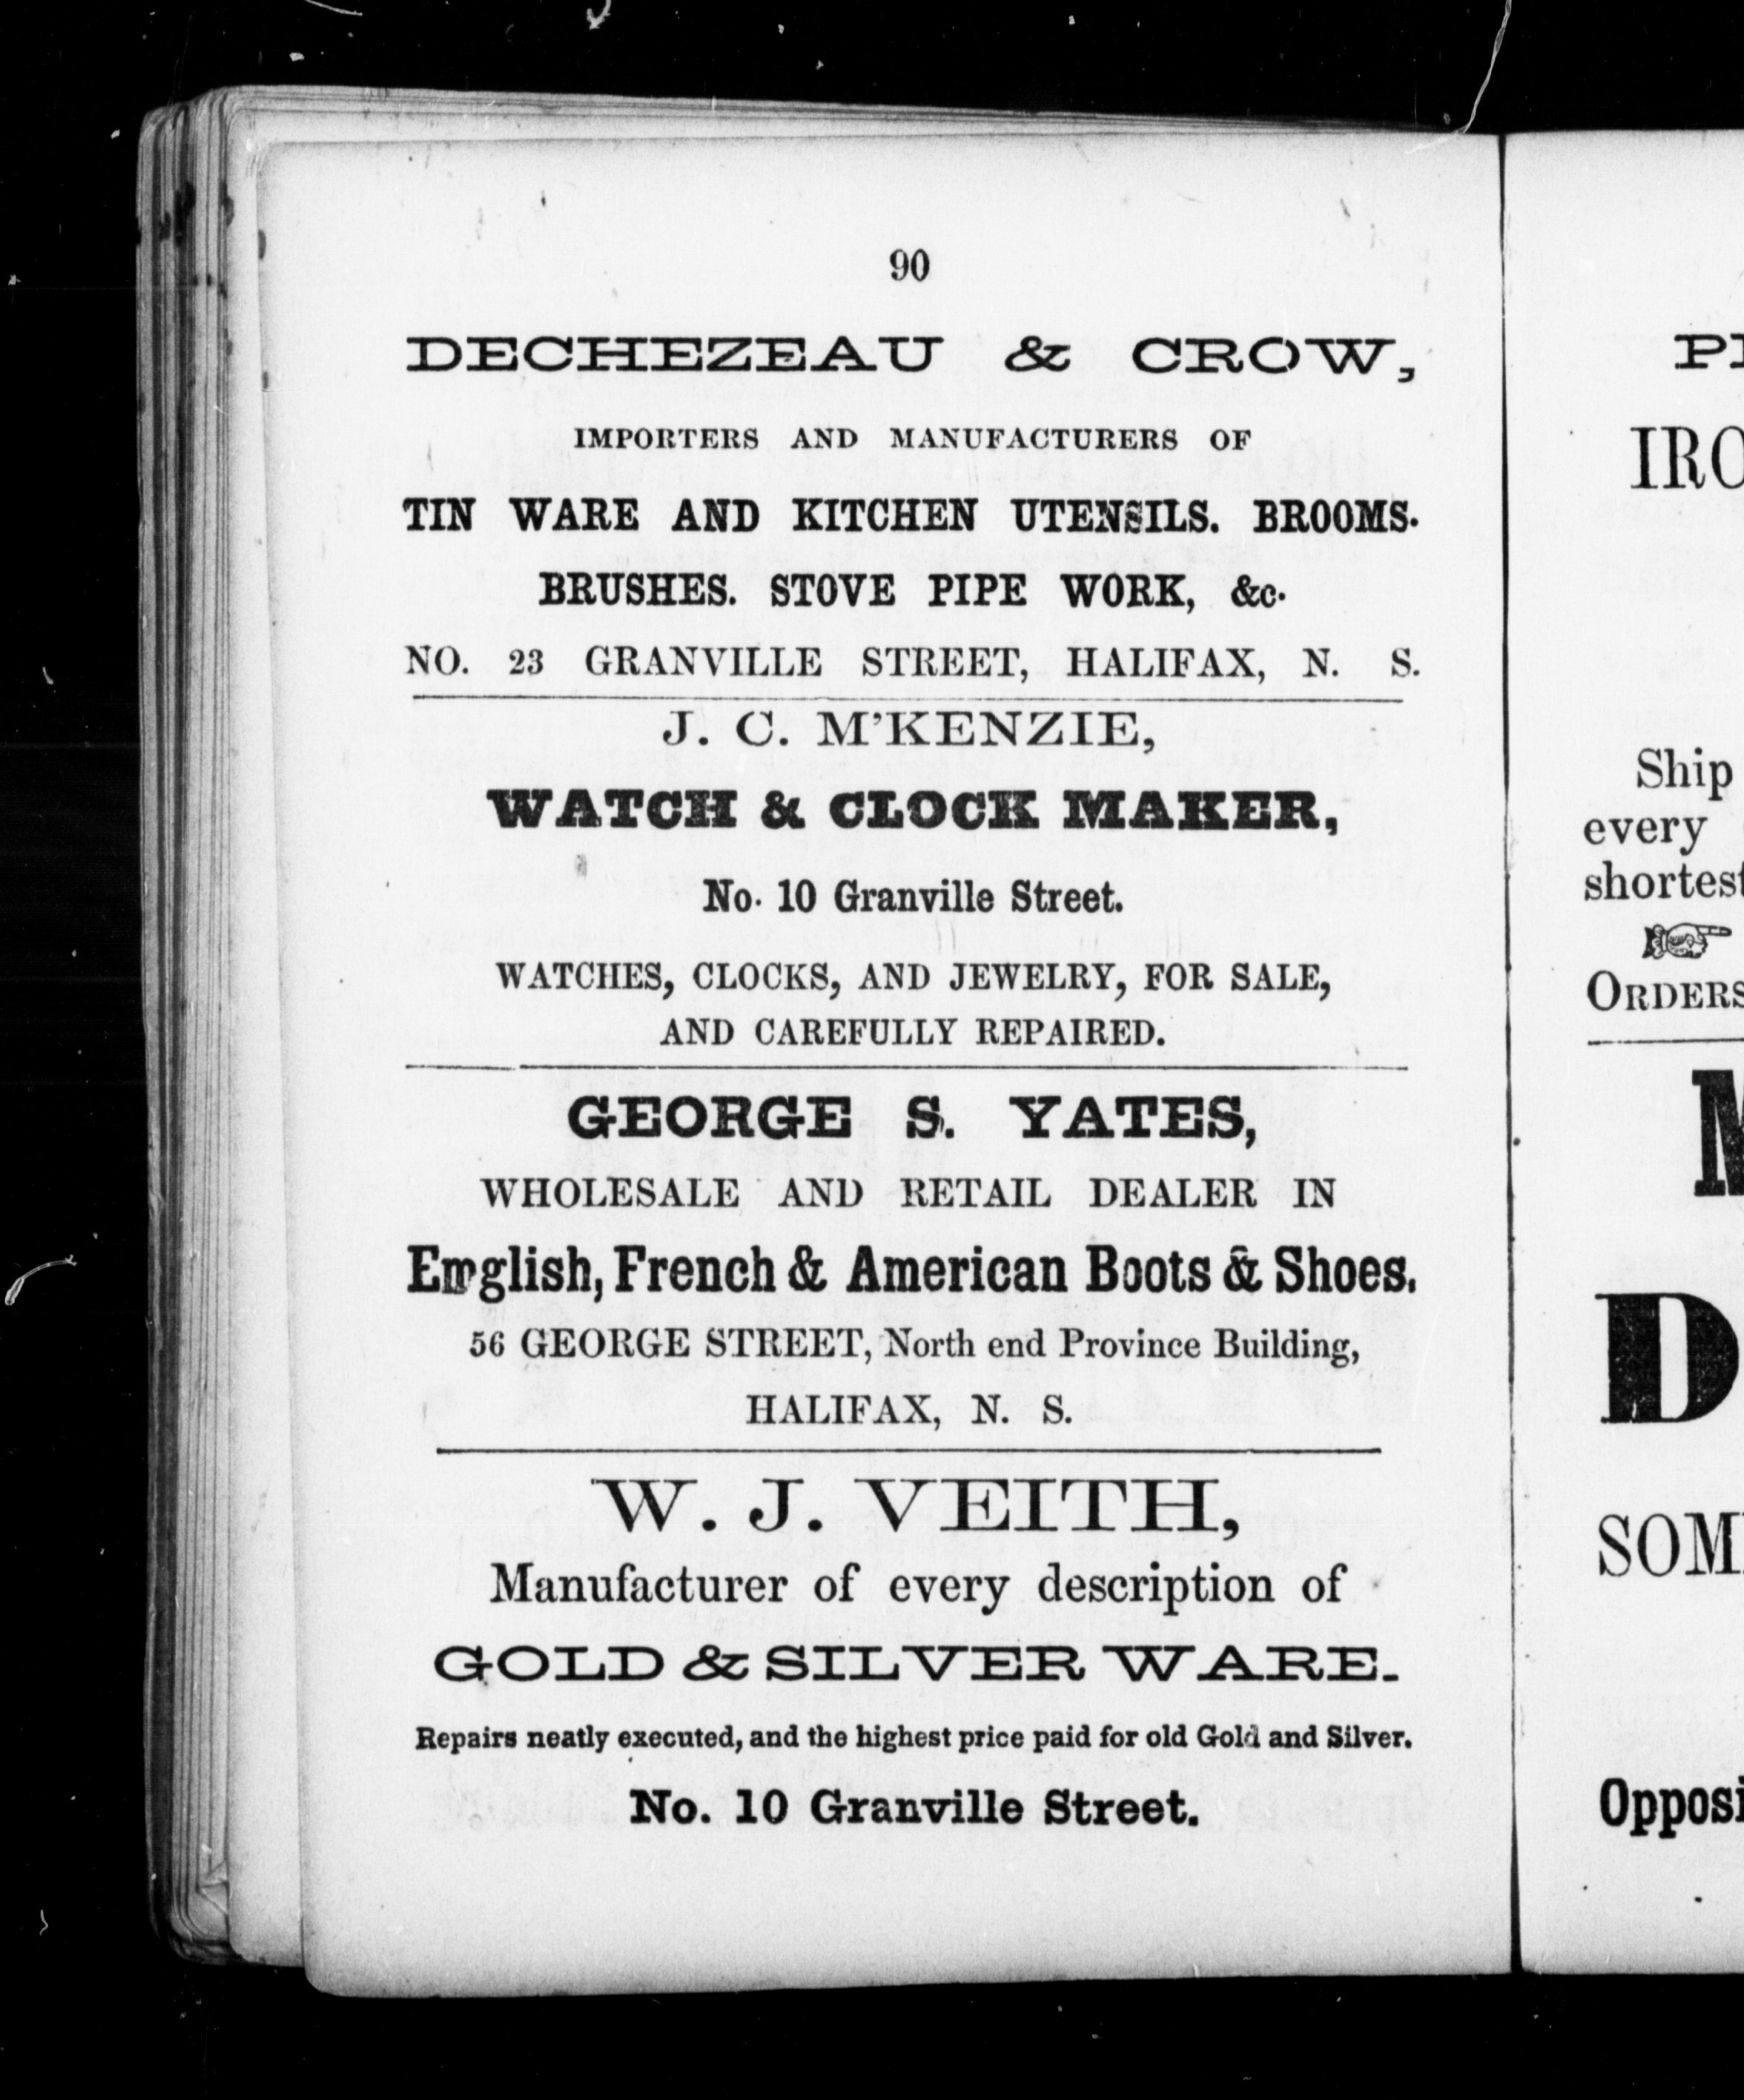 90
DECHEZEAU & CROW,
IMPORTERS AND MANUFACTURERS OF
TIN WARE AND KITCHEN UTENSILS. BROOMS.
BRUSHES. STOVE PIPE WORK, &c.
NO. 23 GRANVILLE STREET, HALIFAX, N. S.
J. C. M'KENZIE,
WATCH & CLOCK MAKER,
No. 10 Granville Street.
WATCHES, CLOCKS, AND JEWELRY, FOR SALE,
AND CAREFULLY REPAIRED.
GEORGE S. YATES,
WHOLESALE AND RETAIL DEALER IN
English, French & American Boots & Shoes.
56 GEORGE STREET, North end Province Building,
HALIFAX, N. S.
W. J. VEITH,
Manufacturer of every description of
GOLD & SILVER WARE.
Repairs neatly executed, and the highest price paid for old Gold and Silver.
No. 10 Granville Street.
Ship
every
ORDERS